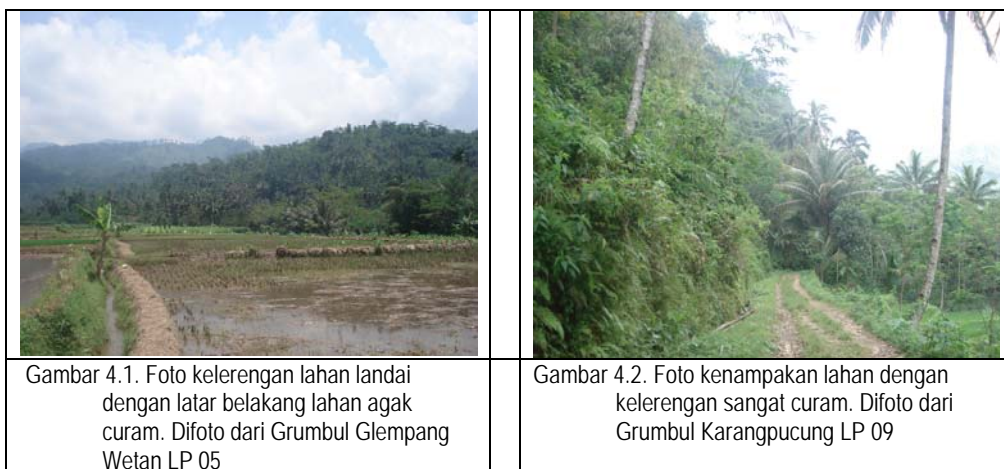 Gambar 4.1. Foto kelerengan lahan landai
dengan latar belakang lahan agak
curam. Difoto dari Grumbul Glempang
Wetan LP 05
Gambar 4.2. Foto kenampakan lahan dengan
kelerengan sangat curam. Difoto dari
Grumbul Karangpucung LP 09